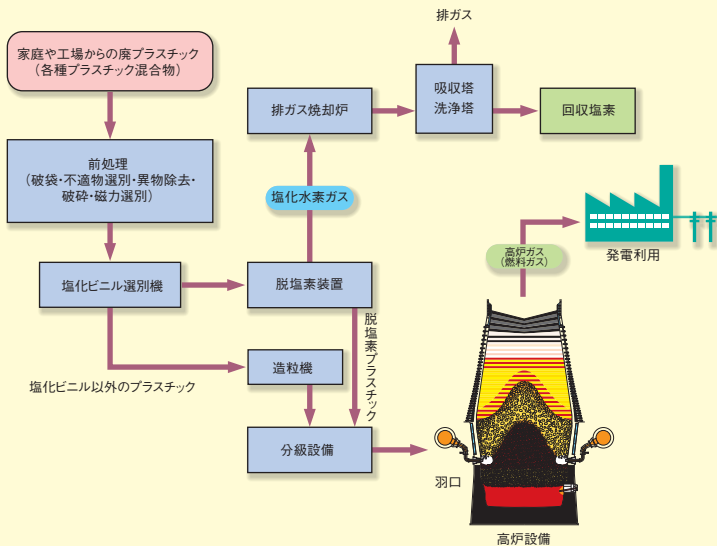 家庭や工場からの廃プラスチック
（各種プラスチック混合物）
前処理
（破袋・不適物選別・異物除去・
破砕・磁力選別）
塩化ビニル選別機
塩化ビニル以外のプラスチック
脱塩素装置
塩化水素ガス
排ガス焼却炉
吸収塔
洗浄塔
排ガス
回収塩素
脱塩素プラスチック
造粒機
分級設備
羽口
高炉設備
高炉ガス
（燃料ガス）
発電利用